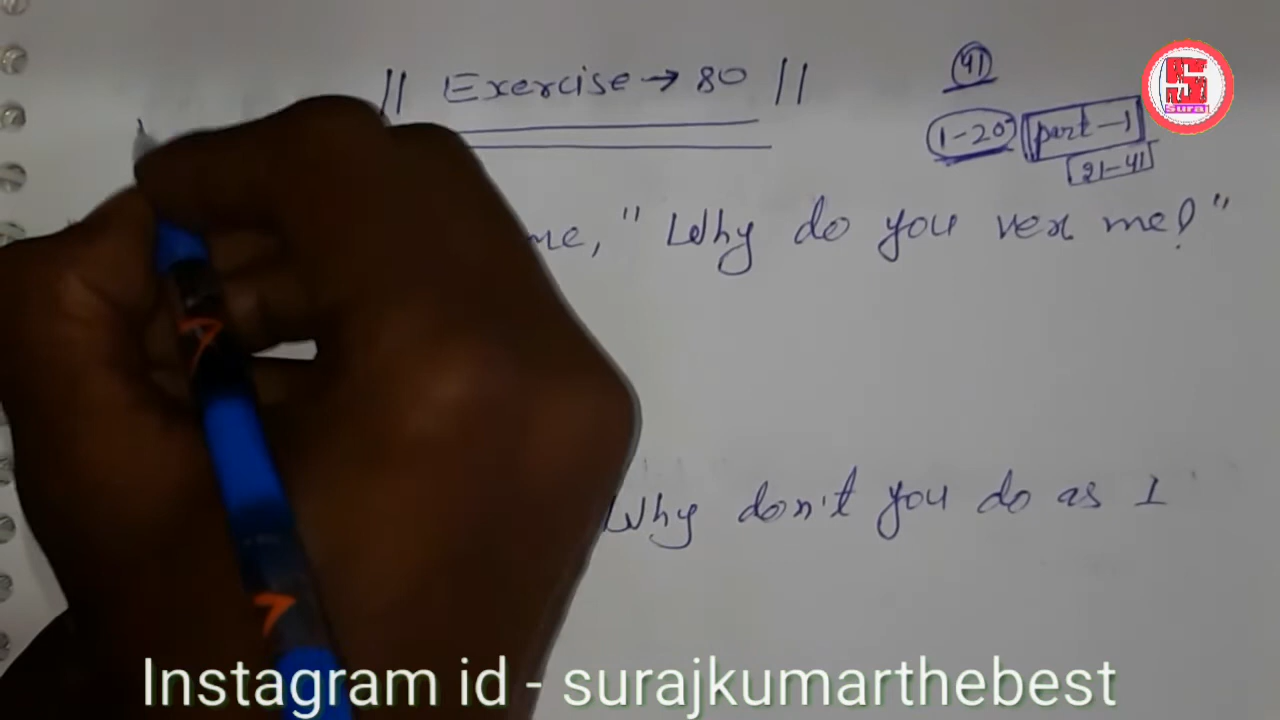 || Exercise → 80 ||
41
1-20 part-1
21-41
S
Suraj
me, "Why do you vex me?"
Why don't you do as I
Instagram id - surajkumarthebest